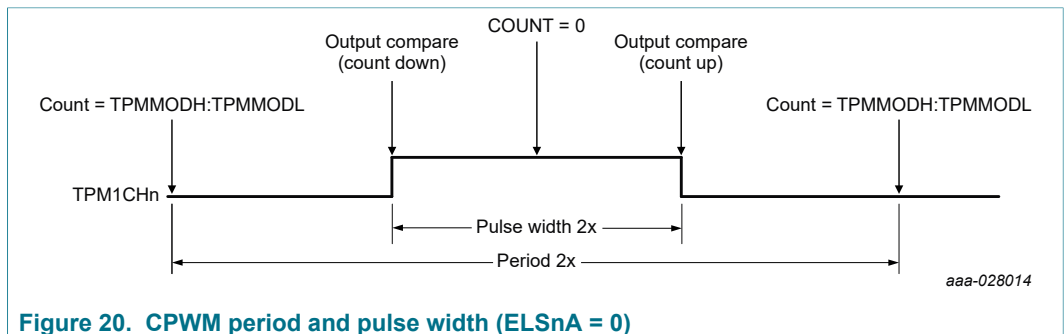 COUNT = 0
Output compare
(count down)
Output compare
(count up)
Count = TPMMODH:TPMMODL
Count = TPMMODH:TPMMODL
TPM1CHn
Pulse width 2x
Period 2x
aaa-028014
Figure 20. CPWM period and pulse width (ELSnA = 0)